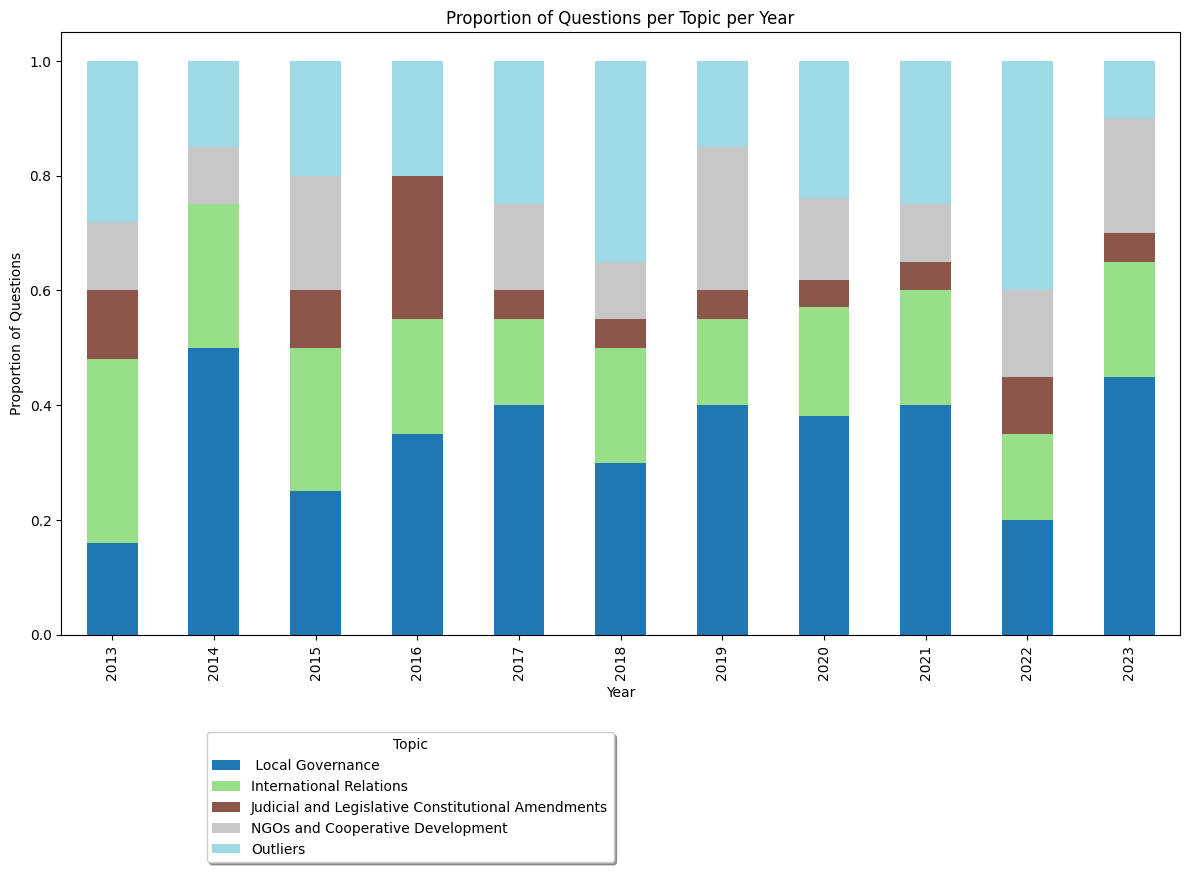 Proportion of Questions per Topic per Year
Proportion of Questions
1.0
0.8
0.6
0.4
0.2
0.0
2013
2014
2015
2016
2017
2018
2019
2020
2021
2022
2023
Year
Topic
Local Governance
International Relations
Judicial and Legislative Constitutional Amendments
NGOs and Cooperative Development
Outliers